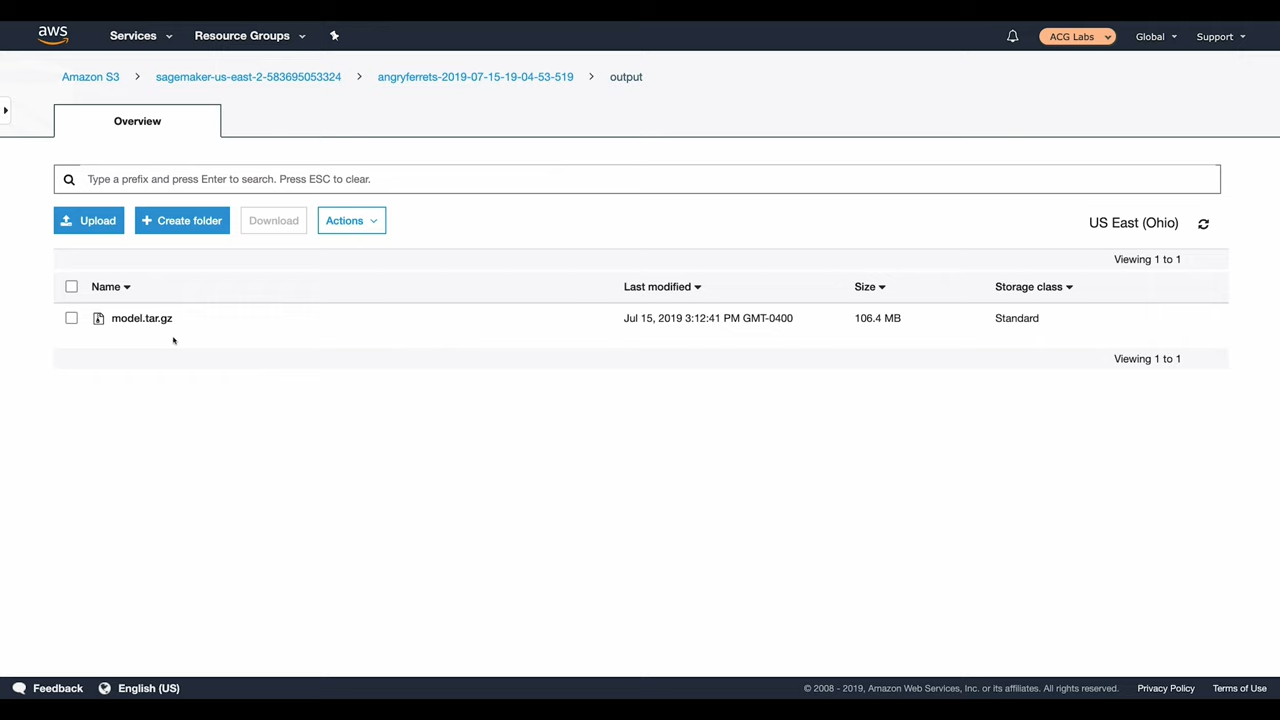 aws Services Resource Groups ACG Labs Global Support
Amazon S3 sagemaker-us-east-2-583695053324 angryferrets-2019-07-15-19-04-53-519 output
Overview
Type a prefix and press Enter to search. Press ESC to clear.
Upload + Create folder Download Actions US East (Ohio)
Viewing 1 to 1
Name Last modified Size Storage class
model.tar.gz Jul 15, 2019 3:12:41 PM GMT-0400 106.4 MB Standard
Viewing 1 to 1
Feedback English (US) © 2008 - 2019, Amazon Web Services, Inc. or its affiliates. All rights reserved. Privacy Policy Terms of Use